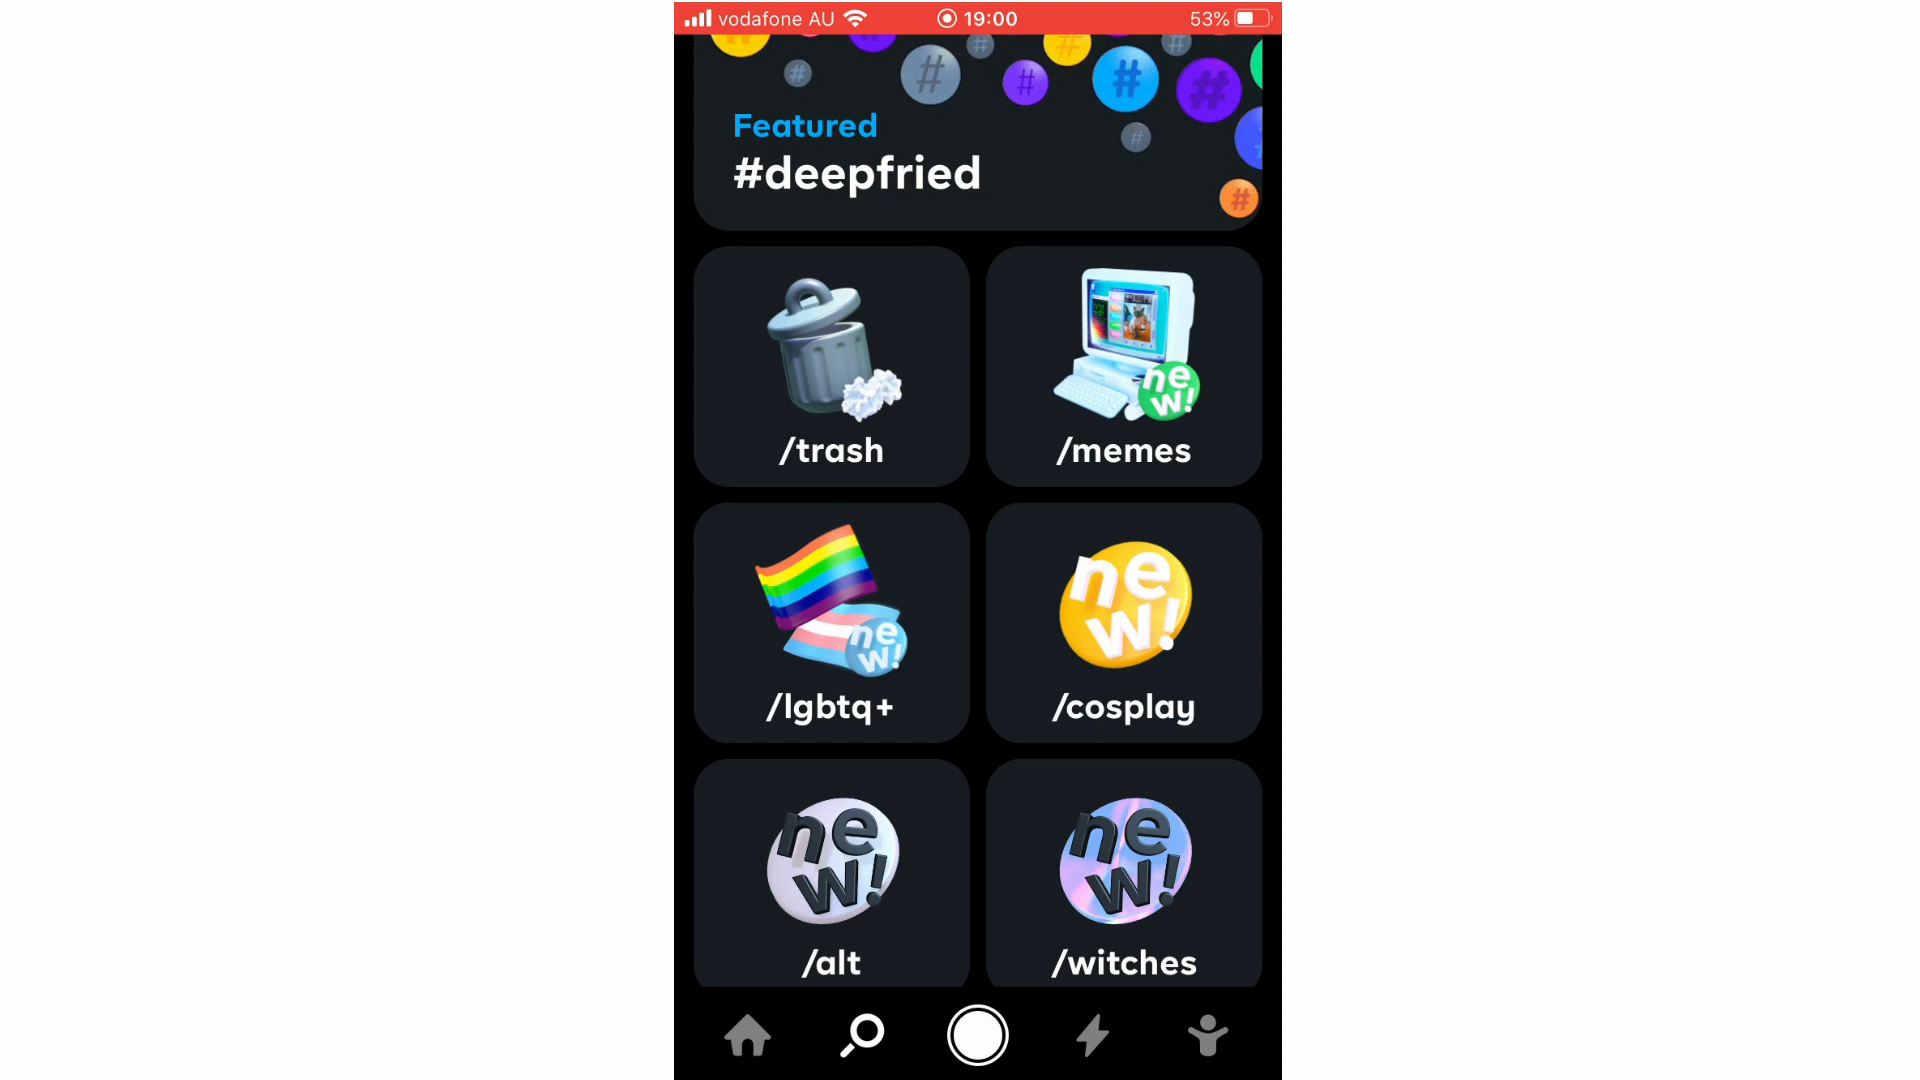 vodafone AU 19:00 53%
Featured
#deepfried
/trash
/memes
ne
w!
/lgbtq+
/cosplay
ne
w!
ne
w!
/alt
/witches
ne
w!
ne
w!